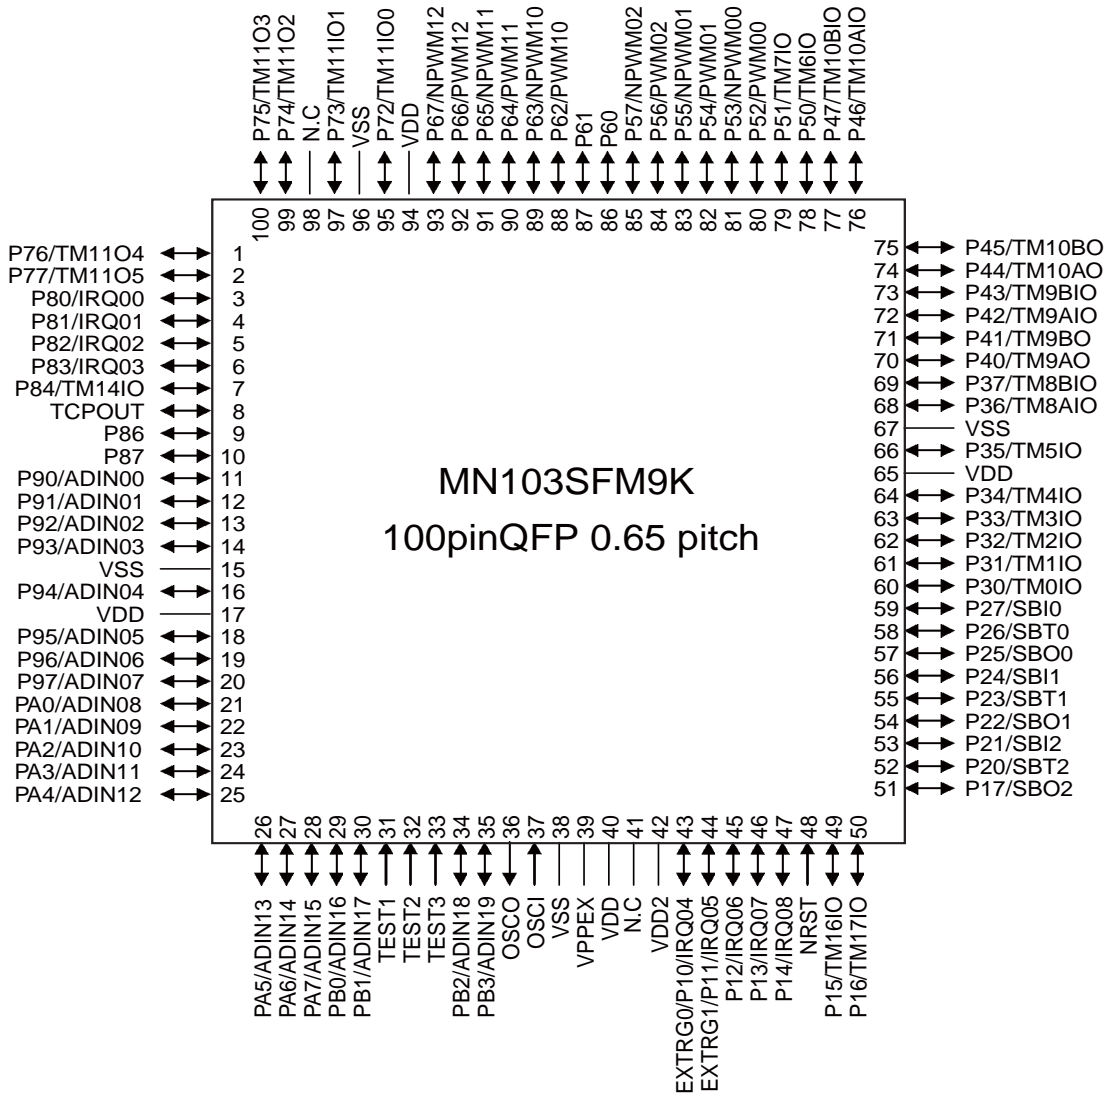 P75/TM11O3
P74/TM11O2
N.C
P73/TM11IO1
VSS
P72/TM11IO0
VDD
P67/NPWM12
P66/PWM12
P65/NPWM11
P64/PWM11
P63/NPWM10
P62/PWM10
P61
P60
P57/NPWM02
P56/PWM02
P55/NPWM01
P54/PWM01
P53/NPWM00
P52/PWM00
P51/TM7IO
P50/TM6IO
P47/TM10BIO
P46/TM10AIO
100
99
98
97
96
95
94
93
92
91
90
89
88
87
86
85
84
83
82
81
80
79
78
77
76
P76/TM11O4 1
P77/TM11O5 2
P80/IRQ00 3
P81/IRQ01 4
P82/IRQ02 5
P83/IRQ03 6
P84/TM14IO 7
TCPOUT 8
P86 9
P87 10
P90/ADIN00 11
P91/ADIN01 12
P92/ADIN02 13
P93/ADIN03 14
VSS 15
P94/ADIN04 16
VDD 17
P95/ADIN05 18
P96/ADIN06 19
P97/ADIN07 20
PA0/ADIN08 21
PA1/ADIN09 22
PA2/ADIN10 23
PA3/ADIN11 24
PA4/ADIN12 25
MN103SFM9K
100pinQFP 0.65 pitch
75 P45/TM10BO
74 P44/TM10AO
73 P43/TM9BIO
72 P42/TM9AIO
71 P41/TM9BO
70 P40/TM9AO
69 P37/TM8BIO
68 P36/TM8AIO
67 VSS
66 P35/TM5IO
65 VDD
64 P34/TM4IO
63 P33/TM3IO
62 P32/TM2IO
61 P31/TM1IO
60 P30/TM0IO
59 P27/SBI0
58 P26/SBT0
57 P25/SBO0
56 P24/SBI1
55 P23/SBT1
54 P22/SBO1
53 P21/SBI2
52 P20/SBT2
51 P17/SBO2
26
27
28
29
30
31
32
33
34
35
36
37
38
39
40
41
42
43
44
45
46
47
48
49
50
PA5/ADIN13
PA6/ADIN14
PA7/ADIN15
PB0/ADIN16
PB1/ADIN17
TEST1
TEST2
TEST3
PB2/ADIN18
PB3/ADIN19
OSCO
OSCI
VSS
VPPEX
VDD
N.C
VDD2
EXTRG0/P10/IRQ04
EXTRG1/P11/IRQ05
P12/IRQ06
P13/IRQ07
P14/IRQ08
NRST
P15/TM16IO
P16/TM17IO